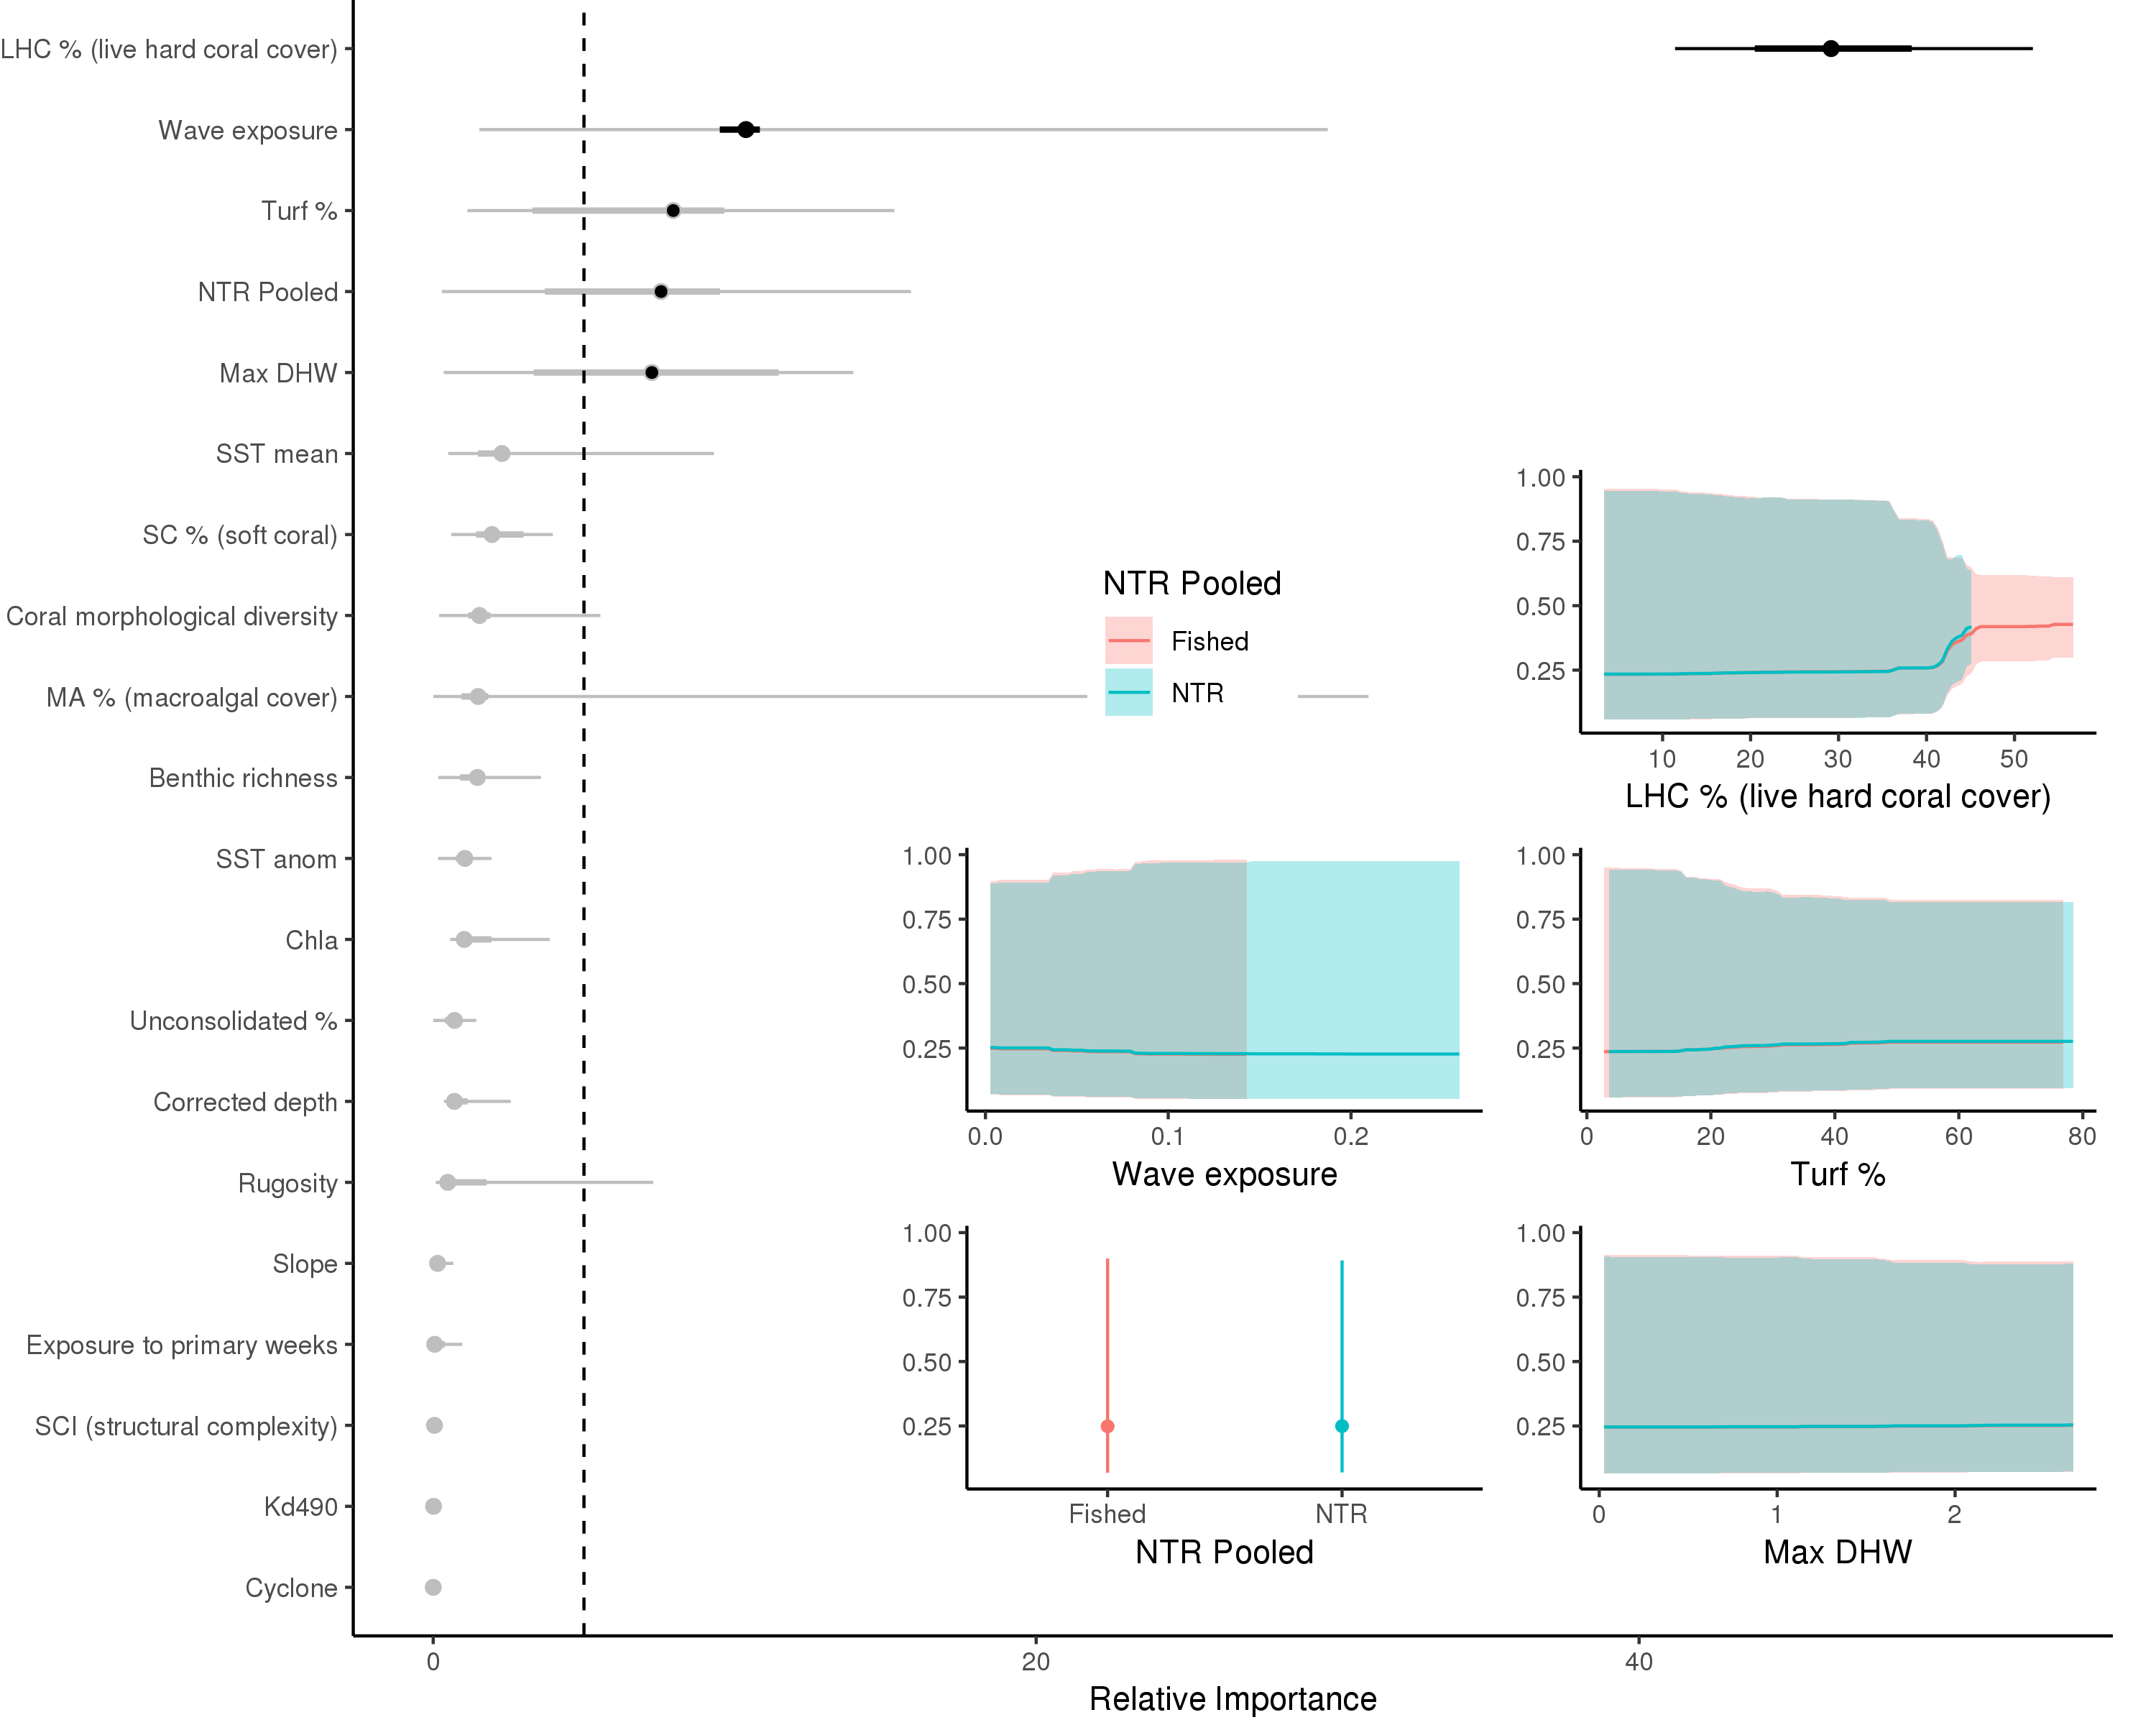 LHC % (live hard coral cover)
Wave exposure
Turf %
NTR Pooled
Max DHW
SST mean
SC % (soft coral)
Coral morphological diversity
MA % (macroalgal cover)
Benthic richness
SST anom
Chla
Unconsolidated %
Corrected depth
Rugosity
Slope
Exposure to primary weeks
SCI (structural complexity)
Kd490
Cyclone
0 20 40
Relative Importance
NTR Pooled
Fished
NTR
1.00
0.75
0.50
0.25
10 20 30 40 50
LHC % (live hard coral cover)
1.00
0.75
0.50
0.25
0.0 0.1 0.2
Wave exposure
1.00
0.75
0.50
0.25
0 20 40 60 80
Turf %
1.00
0.75
0.50
0.25
Fished NTR
NTR Pooled
1.00
0.75
0.50
0.25
0 1 2
Max DHW